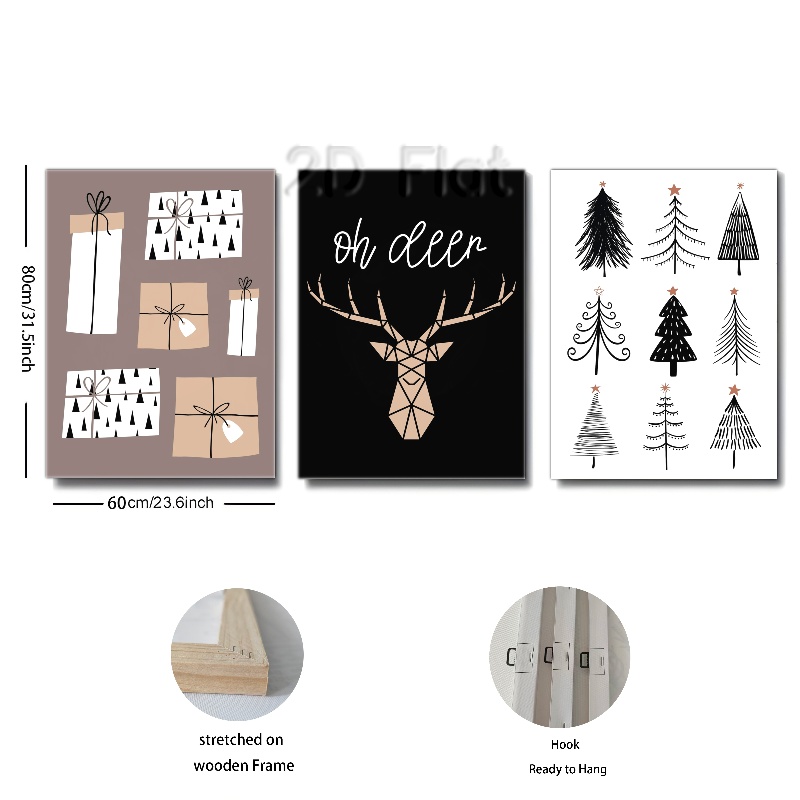 2D Flat
oh deer
80cm/31.5inch
60cm/23.6inch
stretched on
wooden Frame
Hook
Ready to Hang